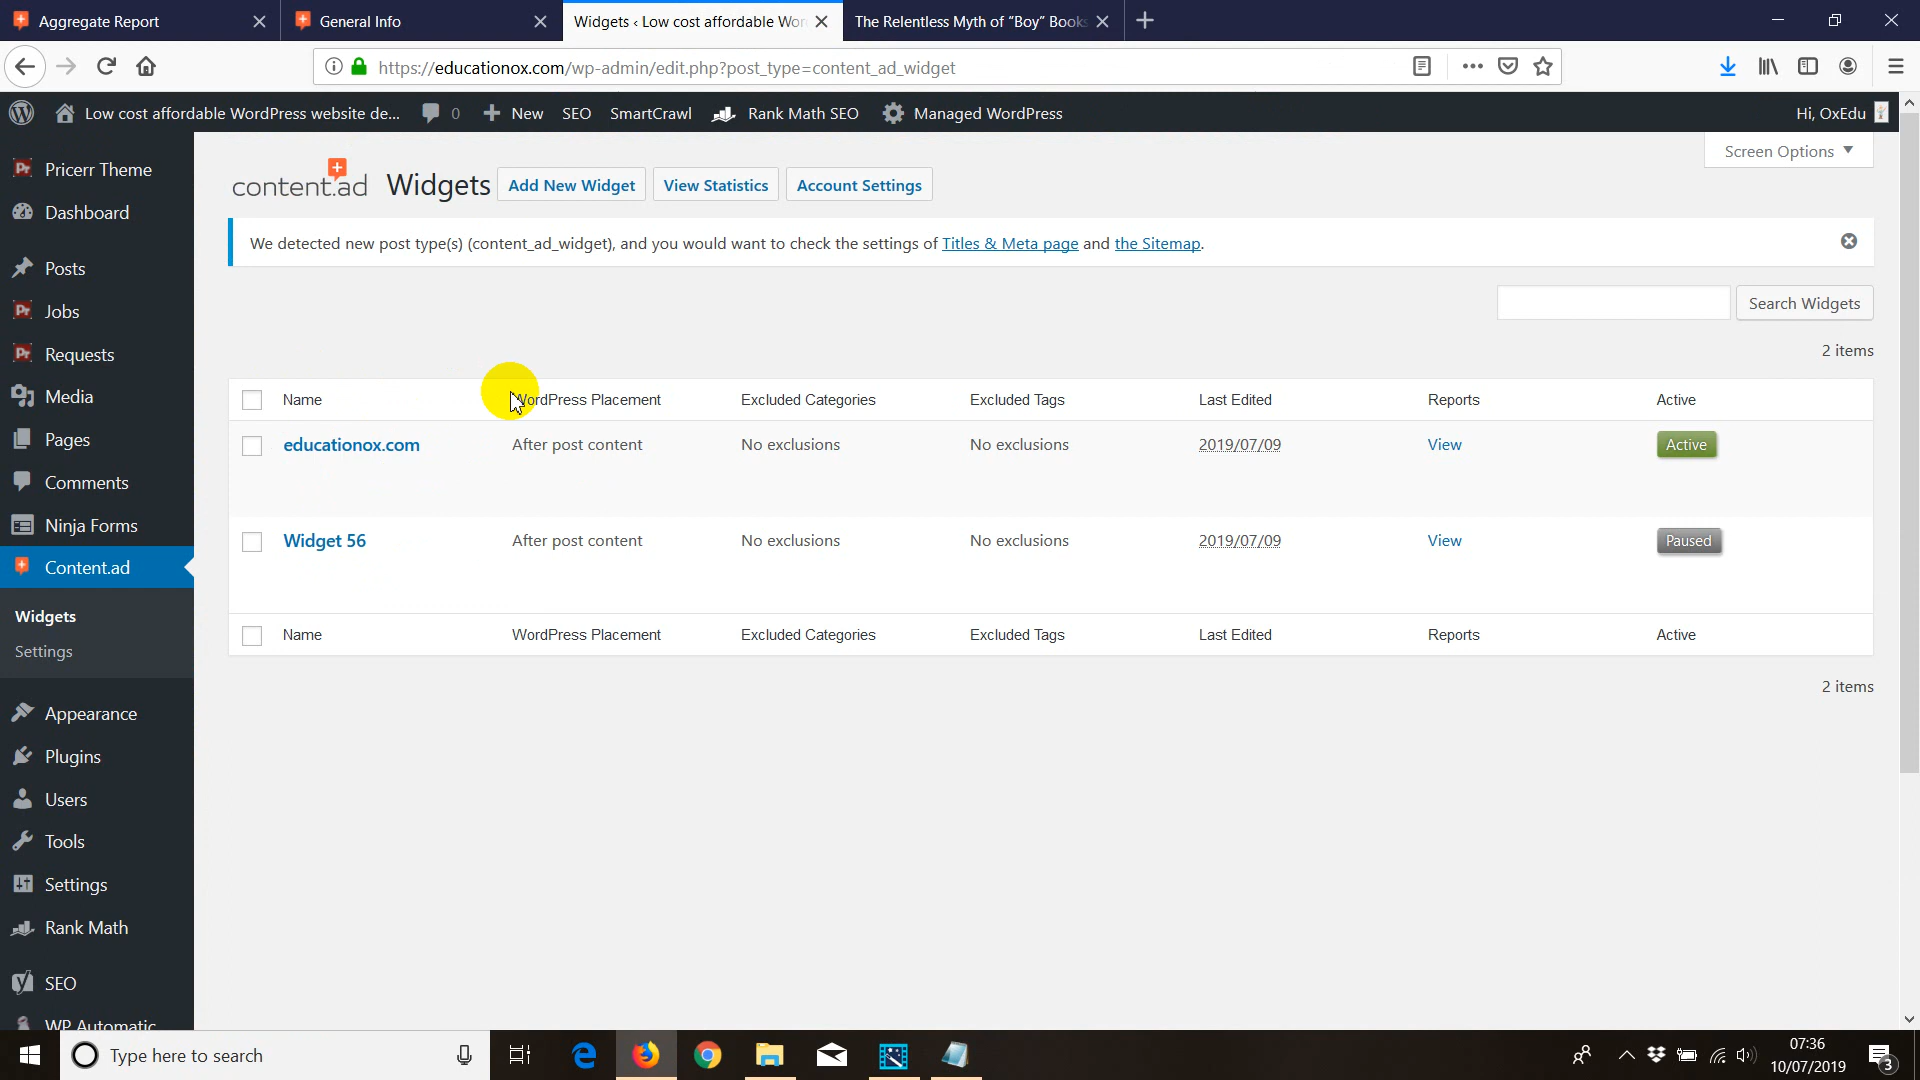 Aggregate Report
General Info
Widgets ‹ Low cost affordable Wor
The Relentless Myth of “Boy” Books
https://educationox.com/wp-admin/edit.php?post_type=content_ad_widget
Low cost affordable WordPress website de...
0
New
SEO
SmartCrawl
Rank Math SEO
Managed WordPress
Hi, OxEdu
Screen Options
content.ad
Widgets
Add New Widget
View Statistics
Account Settings
We detected new post type(s) (content_ad_widget), and you would want to check the settings of Titles & Meta page and the Sitemap.
Search Widgets
2 items
Name
WordPress Placement
Excluded Categories
Excluded Tags
Last Edited
Reports
Active
educationox.com
After post content
No exclusions
No exclusions
2019/07/09
View
Active
Widget 56
After post content
No exclusions
No exclusions
2019/07/09
View
Paused
Name
WordPress Placement
Excluded Categories
Excluded Tags
Last Edited
Reports
Active
2 items
Pricerr Theme
Dashboard
Posts
Jobs
Requests
Media
Pages
Comments
Ninja Forms
Content.ad
Widgets
Settings
Appearance
Plugins
Users
Tools
Settings
Rank Math
SEO
WP Automatic
Type here to search
07:36
10/07/2019
3